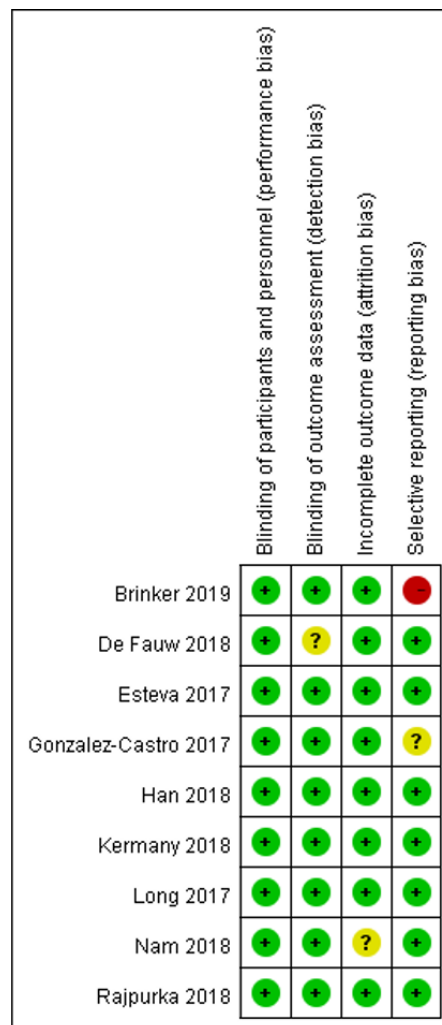 Blinding of participants and personnel (performance bias)
Blinding of outcome assessment (detection bias)
Incomplete outcome data (attrition bias)
Selective reporting (reporting bias)
Brinker 2019 + + + -
De Fauw 2018 + ? + +
Esteva 2017 + + + +
Gonzalez-Castro 2017 + + + ?
Han 2018 + + + +
Kermany 2018 + + + +
Long 2017 + + + +
Nam 2018 + + ? +
Rajpurka 2018 + + + +